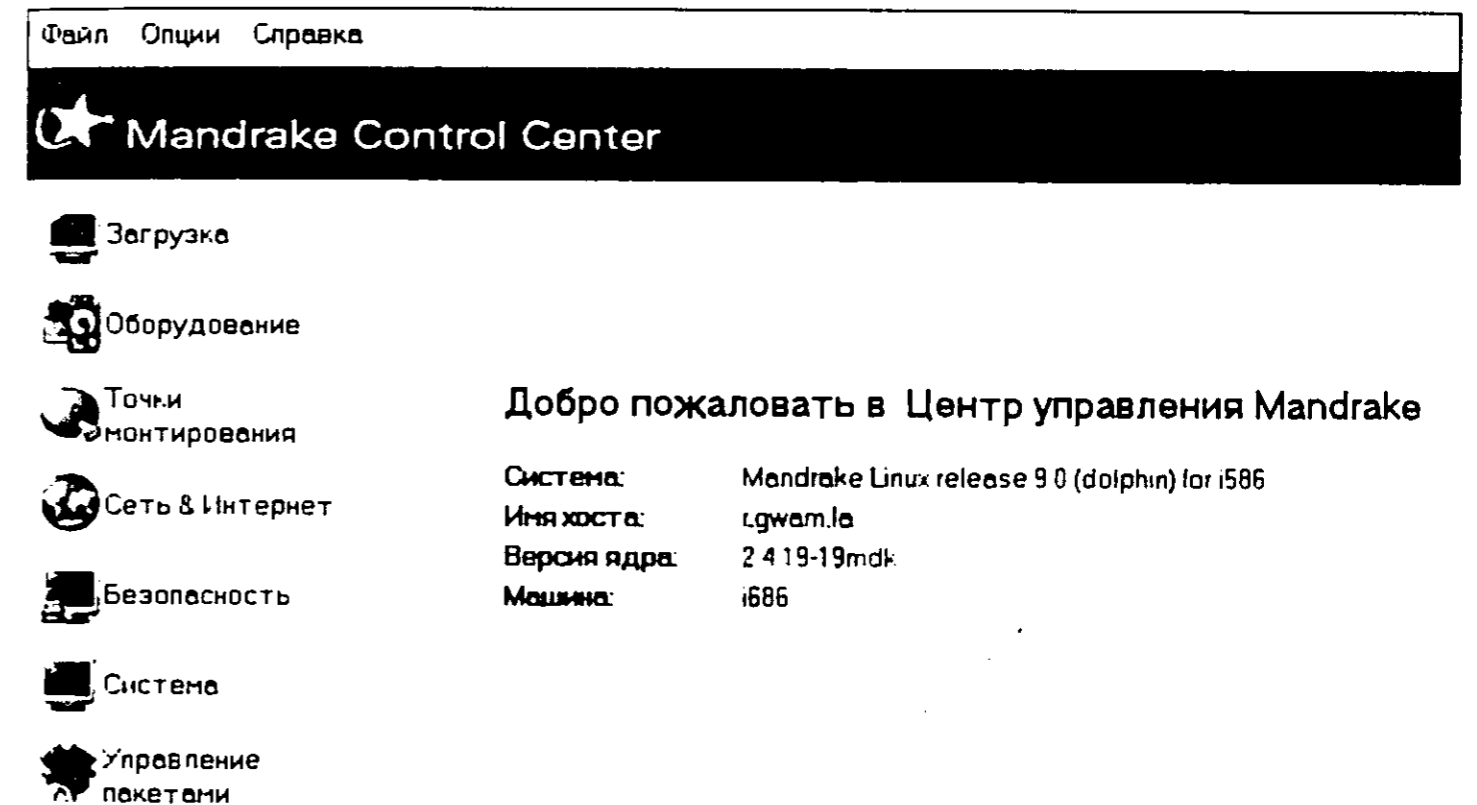 Файл Опции Справка
Mandrake Control Center
Загрузка
Оборудование
Точки
монтирования
Сеть & Интернет
Безопасность
Система
Управление
пакетами
Добро пожаловать в Центр управления Mandrake
Система: Mandrake Linux release 9.0 (dolphin) for i586
Имя хоста:
Версия ядра: 2.4.19-19mdk
Машина: i686